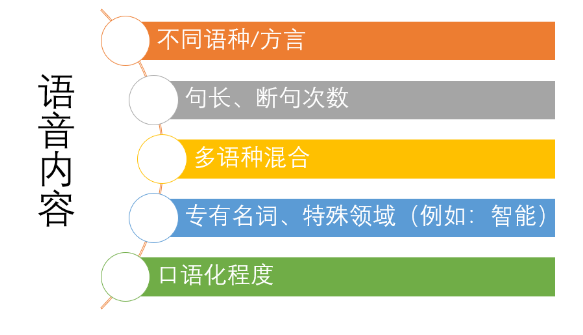 语音内容
不同语种/方言
句长、断句次数
多语种混合
专有名词、特殊领域（例如：智能）
口语化程度